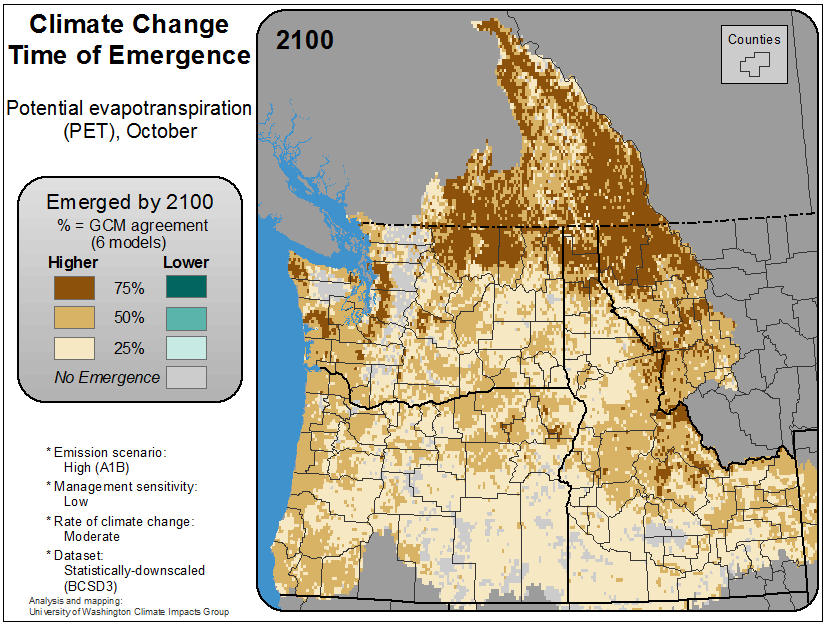 Climate Change
Time of Emergence
Potential evapotranspiration
(PET), October
Emerged by 2100
% = GCM agreement
(6 models)
Higher Lower
75%
50%
25%
No Emergence
* Emission scenario:
High (A1B)
* Management sensitivity:
Low
* Rate of climate change:
Moderate
* Dataset:
Statistically-downscaled
(BCSD3)
Analysis and mapping:
University of Washington Climate Impacts Group
2100
Counties